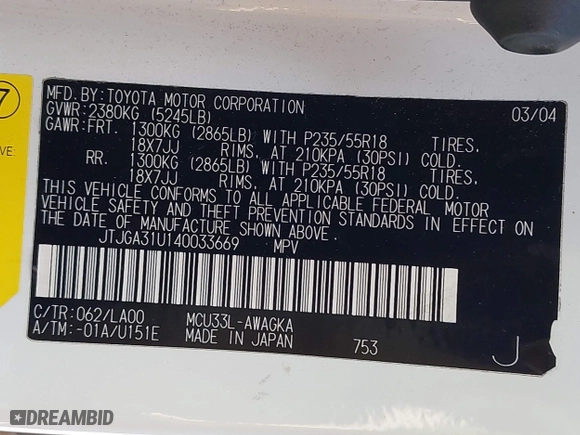 7
VE:
MFD.BY:TOYOTA MOTOR CORPORATION 03/04
GVWR:2380KG (5245LB)
GAWR:FRT. 1300KG (2865LB) WITH P235/55R18 TIRES,
18X7JJ RIMS, AT 210KPA (30PSI) COLD.
RR. 1300KG (2865LB) WITH P235/55R18 TIRES,
18X7JJ RIMS, AT 210KPA (30PSI) COLD.
THIS VEHICLE CONFORMS TO ALL APPLICABLE FEDERAL MOTOR
VEHICLE SAFETY AND THEFT PREVENTION STANDARDS IN EFFECT ON
THE DATE OF MANUFACTURE SHOWN ABOVE.
JTJGA31U140033669 MPV
C/TR:062/LA00 MCU33L-AWAGKA
A/TM:-01A/U151E MADE IN JAPAN 753 J
DREAMBID